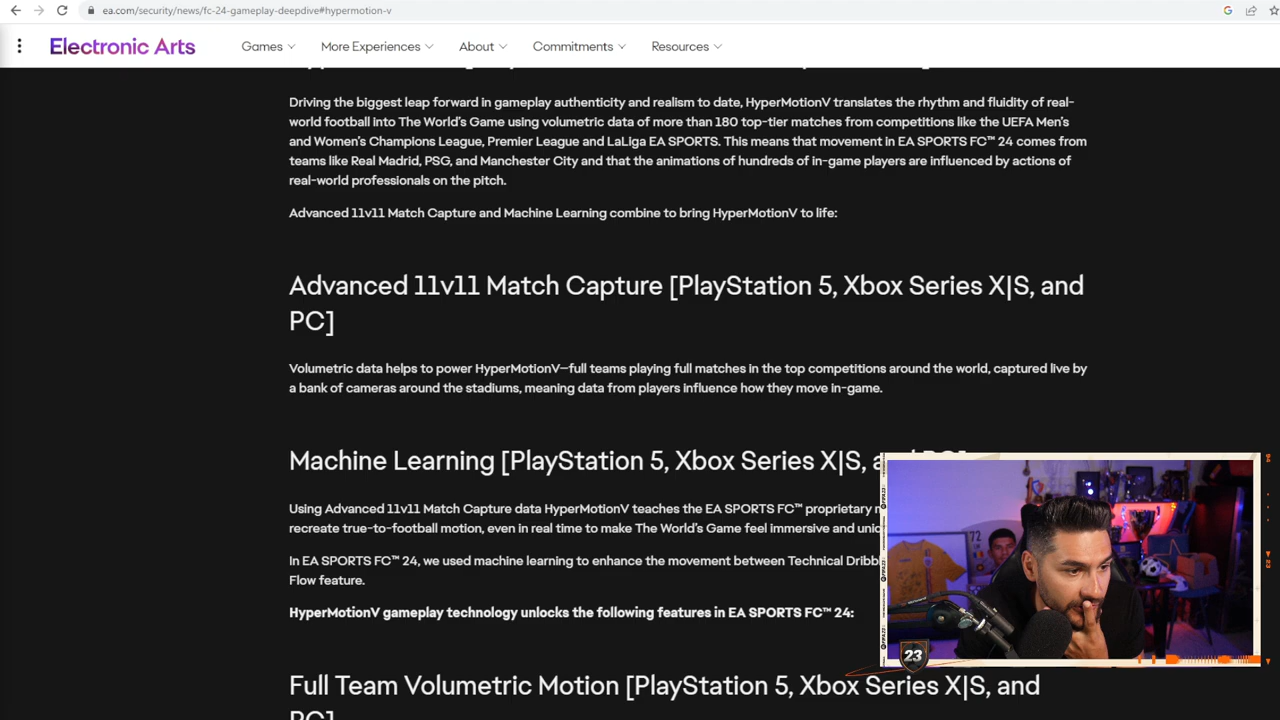 ea.com/security/news/fc-24-gameplay-deepdive#hypermotion-v
Electronic Arts
Games
More Experiences
About
Commitments
Resources
Driving the biggest leap forward in gameplay authenticity and realism to date, HyperMotionV translates the rhythm and fluidity of real-
world football into The World's Game using volumetric data of more than 180 top-tier matches from competitions like the UEFA Men's
and Women's Champions League, Premier League and LaLiga EA SPORTS. This means that movement in EA SPORTS FC™ 24 comes from
teams like Real Madrid, PSG, and Manchester City and that the animations of hundreds of in-game players are influenced by actions of
real-world professionals on the pitch.
Advanced 11v11 Match Capture and Machine Learning combine to bring HyperMotionV to life:
Advanced 11v11 Match Capture [PlayStation 5, Xbox Series X|S, and
PC]
Volumetric data helps to power HyperMotionV—full teams playing full matches in the top competitions around the world, captured live by
a bank of cameras around the stadiums, meaning data from players influence how they move in-game.
Machine Learning [PlayStation 5, Xbox Series X|S,
Using Advanced 11v11 Match Capture data HyperMotionV teaches the EA SPORTS FC™ proprietary
recreate true-to-football motion, even in real time to make The World's Game feel immersive and
In EA SPORTS FC™ 24, we used machine learning to enhance the movement between Technical
Flow feature.
HyperMotionV gameplay technology unlocks the following features in EA SPORTS FC™ 24:
Full Team Volumetric Motion [PlayStation 5, Xbox Series X|S, and
PC]
72
23